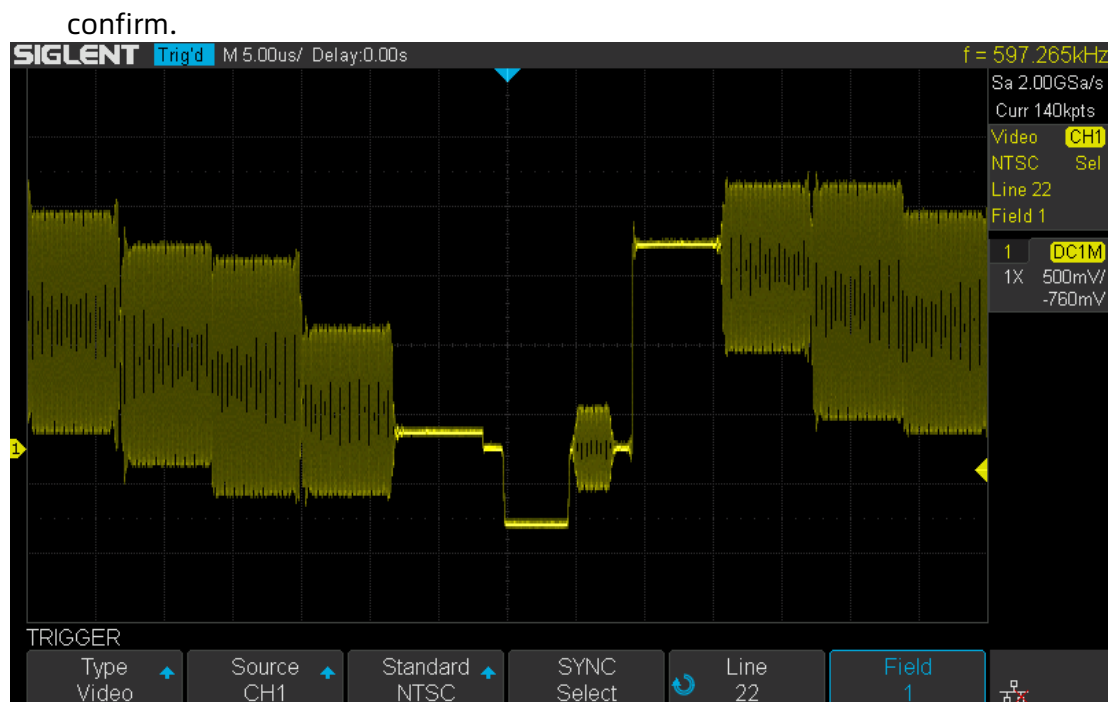 confirm.
SIGLENT Trig'd M 5.00us/ Delay:0.00s f = 597.265kHz
Sa 2.00GSa/s
Curr 140kpts
Video CH1
NTSC Sel
Line 22
Field 1
1 DC1M
1X 500mV/
-760mV
1
TRIGGER
Type Source Standard SYNC Line Field
Video CH1 NTSC Select 22 1